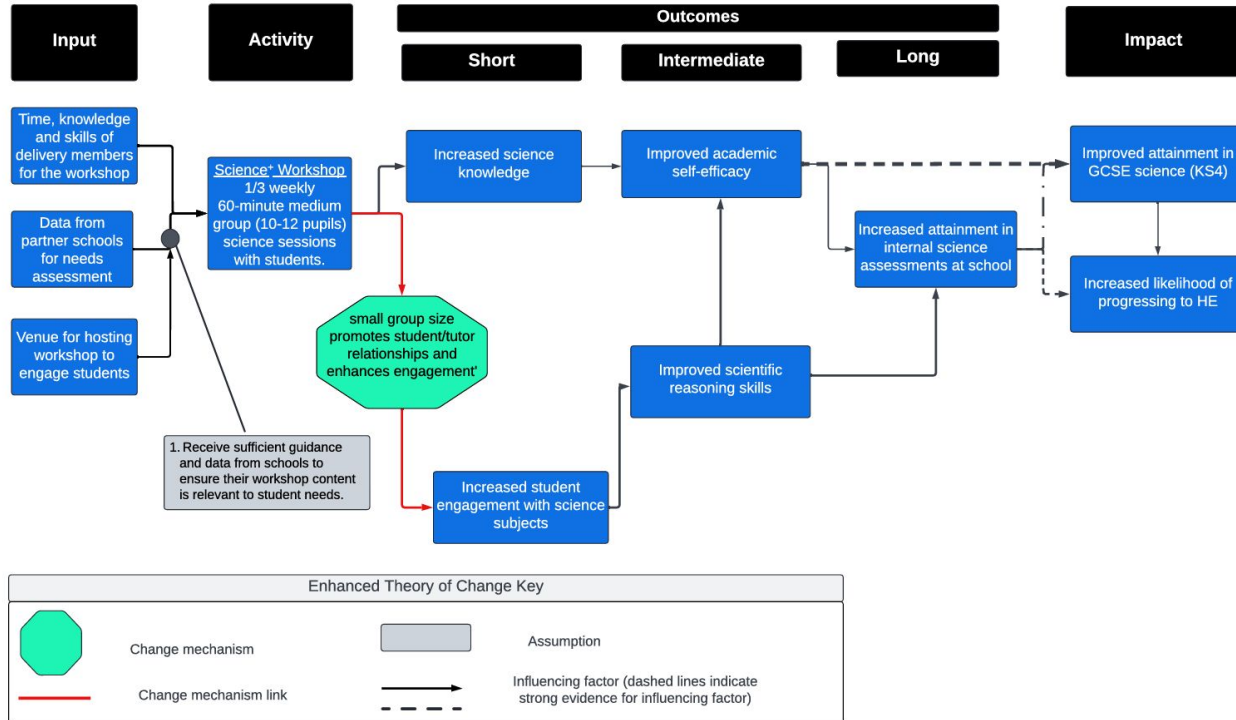 Input
Activity
Outcomes
Short
Intermediate
Long
Impact
Time, knowledge
and skills of
delivery members
for the workshop
Data from
partner schools
for needs
assessment
Venue for hosting
workshop to
engage students
Science⁺ Workshop
1/3 weekly
60-minute medium
group (10-12 pupils)
science sessions
with students.
small group size
promotes student/tutor
relationships and
enhances engagement'
1. Receive sufficient guidance
and data from schools to
ensure their workshop content
is relevant to student needs.
Increased science
knowledge
Increased student
engagement with science
subjects
Improved academic
self-efficacy
Improved scientific
reasoning skills
Increased attainment in
internal science
assessments at school
Improved attainment in
GCSE science (KS4)
Increased likelihood of
progressing to HE
Enhanced Theory of Change Key
Change mechanism
Assumption
Change mechanism link
Influencing factor (dashed lines indicate
strong evidence for influencing factor)